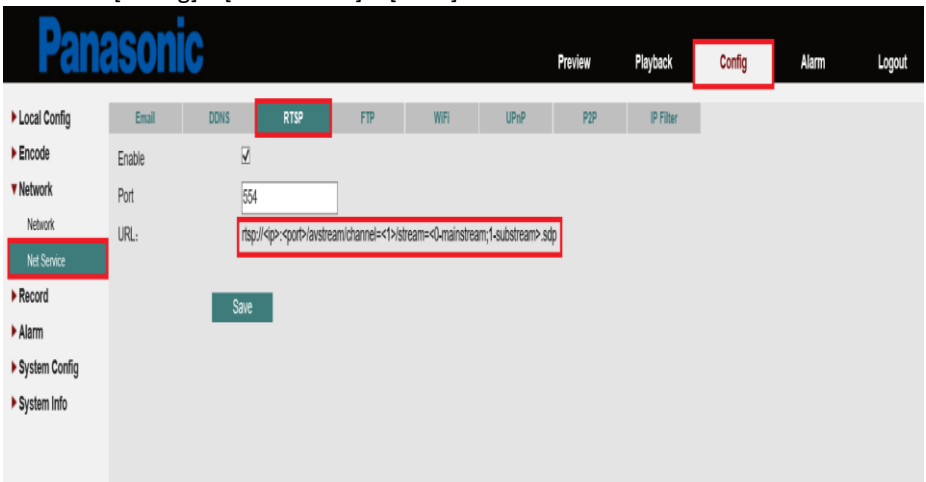 Panasonic
Preview Playback Config Alarm Logout
Local Config
Email DDNS RTSP FTP WiFi UPnP P2P IP Filter
Encode
Enable
Network
Port 554
Network
URL: rtsp://<ip>:<port>/avstream/channel=<1>/stream=<0-mainstream;1-substream>.sdp
Net Service
Record
Save
Alarm
System Config
System Info